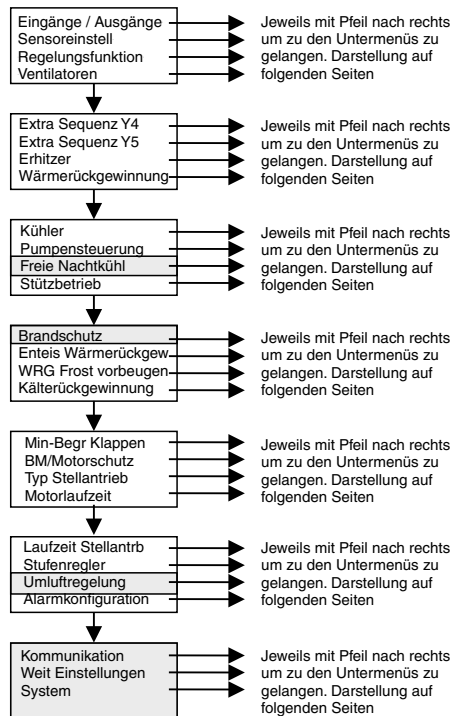 Eingänge / Ausgänge
Sensoreinstell
Regelungsfunktion
Ventilatoren
Jeweils mit Pfeil nach rechts
um zu den Untermenüs zu
gelangen. Darstellung auf
folgenden Seiten
Extra Sequenz Y4
Extra Sequenz Y5
Erhitzer
Wärmerückgewinnung
Jeweils mit Pfeil nach rechts
um zu den Untermenüs zu
gelangen. Darstellung auf
folgenden Seiten
Kühler
Pumpensteuerung
Freie Nachtkühl
Stützbetrieb
Jeweils mit Pfeil nach rechts
um zu den Untermenüs zu
gelangen. Darstellung auf
folgenden Seiten
Brandschutz
Enteis Wärmerückgew
WRG Frost vorbeugen
Kälterückgewinnung
Jeweils mit Pfeil nach rechts
um zu den Untermenüs zu
gelangen. Darstellung auf
folgenden Seiten
Min-Begr Klappen
BM/Motorschutz
Typ Stellantrieb
Motorlaufzeit
Jeweils mit Pfeil nach rechts
um zu den Untermenüs zu
gelangen. Darstellung auf
folgenden Seiten
Laufzeit Stellantrb
Stufenregler
Umluftregelung
Alarmkonfiguration
Jeweils mit Pfeil nach rechts
um zu den Untermenüs zu
gelangen. Darstellung auf
folgenden Seiten
Kommunikation
Weit Einstellungen
System
Jeweils mit Pfeil nach rechts
um zu den Untermenüs zu
gelangen. Darstellung auf
folgenden Seiten